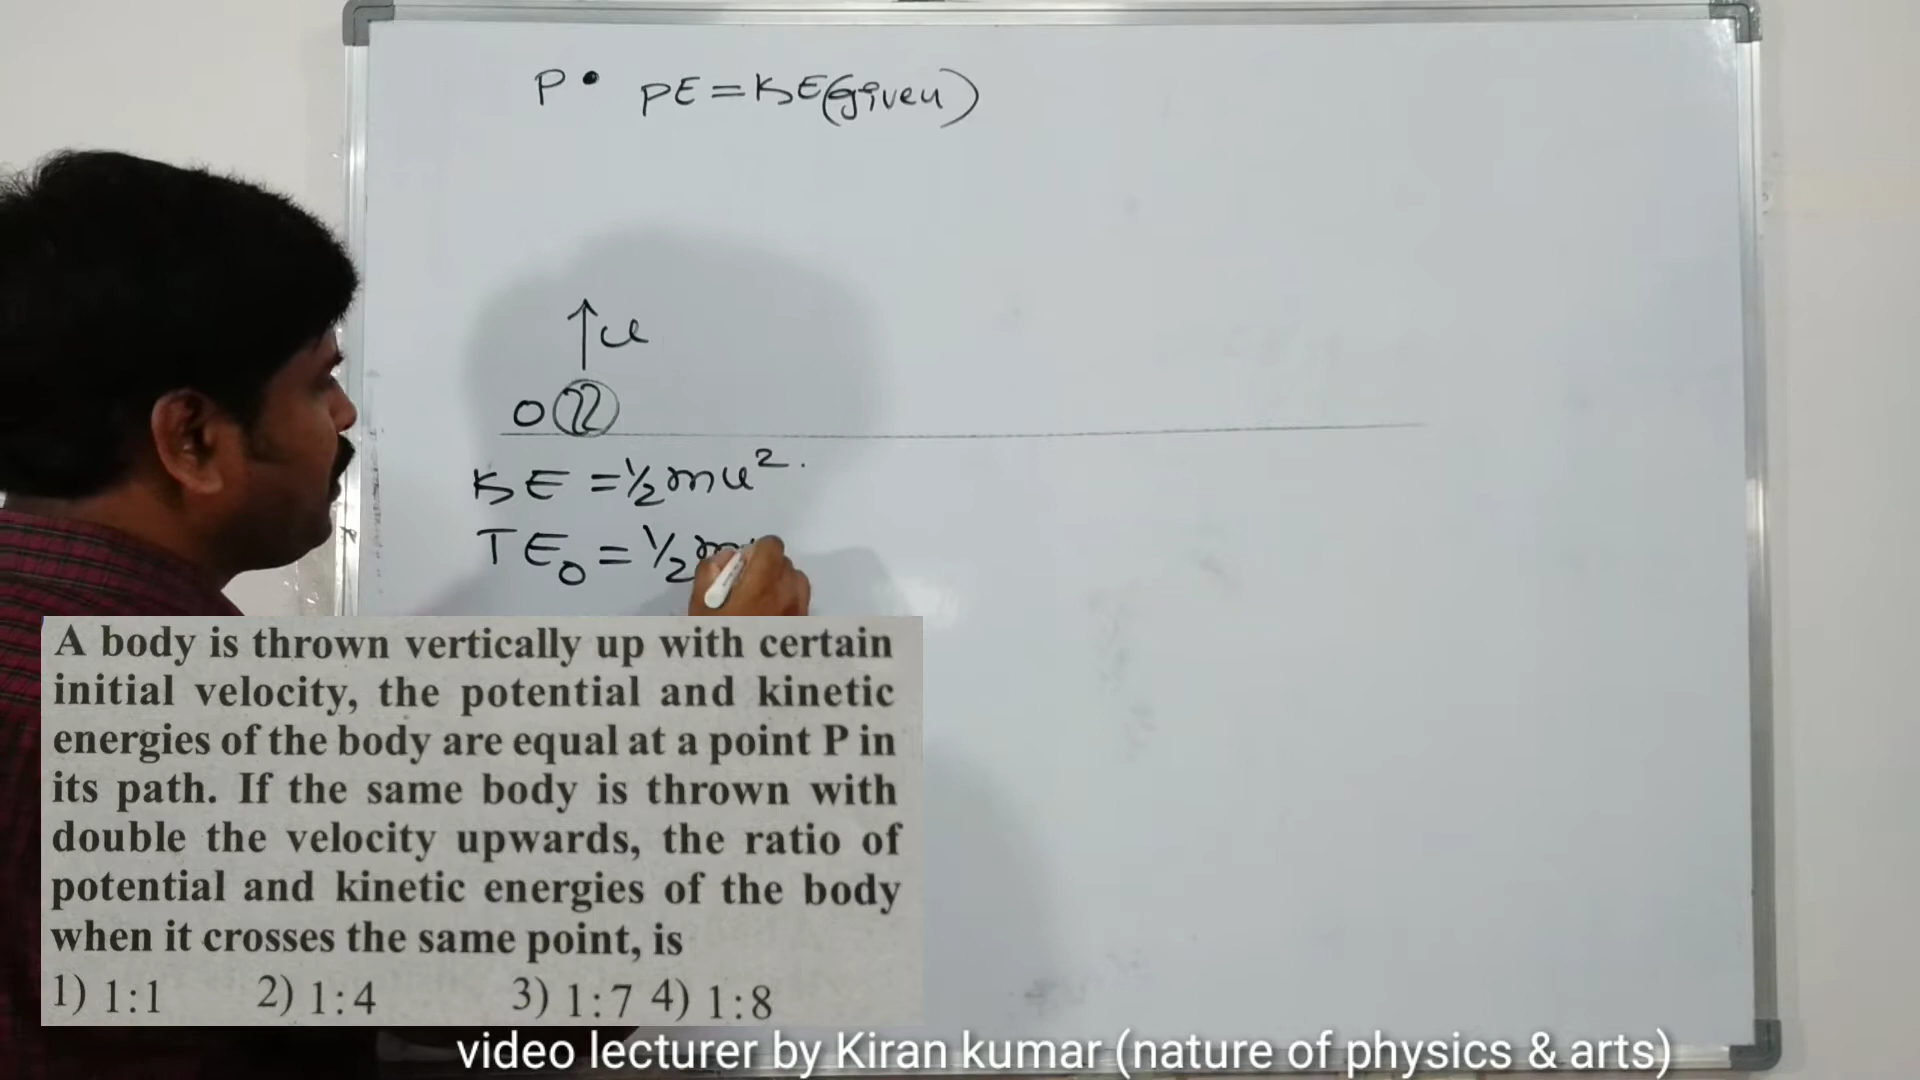 P • PE = KE (given)
↑ u
O m
KE = ½ mu².
TE₀ = ½ m
A body is thrown vertically up with certain
initial velocity, the potential and kinetic
energies of the body are equal at a point P in
its path. If the same body is thrown with
double the velocity upwards, the ratio of
potential and kinetic energies of the body
when it crosses the same point, is
1) 1:1 2) 1:4 3) 1:7 4) 1:8
video lecturer by Kiran kumar (nature of physics & arts)